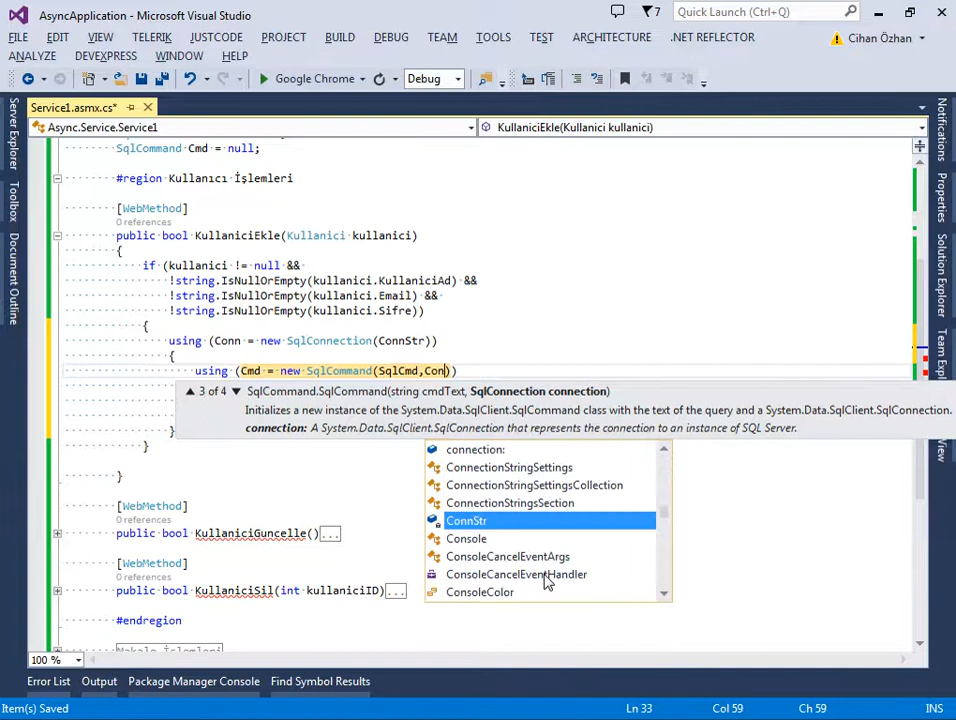 AsyncApplication - Microsoft Visual Studio
7
Quick Launch (Ctrl+Q)
FILE EDIT VIEW TELERIK JUSTCODE PROJECT BUILD DEBUG TEAM TOOLS TEST ARCHITECTURE .NET REFLECTOR
Cihan Özhan
ANALYZE DEVEXPRESS WINDOW HELP
Google Chrome Debug
Server Explorer
Toolbox
Document Outline
Service1.asmx.cs*
Async.Service.Service1
KullaniciEkle(Kullanici kullanici)
SqlCommand Cmd = null;
#region Kullanıcı İşlemleri
[WebMethod]
0 references
public bool KullaniciEkle(Kullanici kullanici)
{
if (kullanici != null &&
!string.IsNullOrEmpty(kullanici.KullaniciAd) &&
!string.IsNullOrEmpty(kullanici.Email) &&
!string.IsNullOrEmpty(kullanici.Sifre))
{
using (Conn = new SqlConnection(ConnStr))
{
using (Cmd = new SqlCommand(SqlCmd,Con))
3 of 4 SqlCommand.SqlCommand(string cmdText, SqlConnection connection)
Initializes a new instance of the System.Data.SqlClient.SqlCommand class with the text of the query and a System.Data.SqlClient.SqlConnection.
connection: A System.Data.SqlClient.SqlConnection that represents the connection to an instance of SQL Server.
connection:
ConnectionStringSettings
ConnectionStringSettingsCollection
ConnectionStringsSection
ConnStr
Console
ConsoleCancelEventArgs
ConsoleCancelEventHandler
ConsoleColor
}
}
}
[WebMethod]
0 references
public bool KullaniciGuncelle()...
[WebMethod]
0 references
public bool KullaniciSil(int kullaniciID)...
#endregion
Makale İşlemleri
Notifications
Properties
Solution Explorer
Team Explorer
View
100 %
Error List Output Package Manager Console Find Symbol Results
Item(s) Saved Ln 33 Col 59 Ch 59 INS